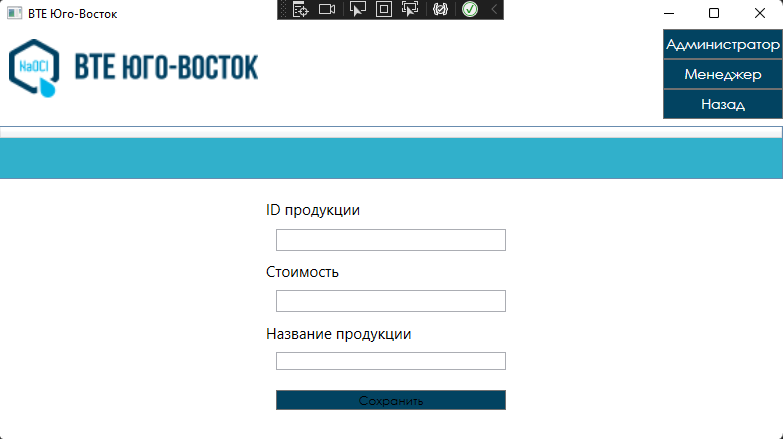 ВТЕ Юго-Восток
NaOCl
ВТЕ ЮГО-ВОСТОК
Администратор
Менеджер
Назад
ID продукции
Стоимость
Название продукции
Сохранить